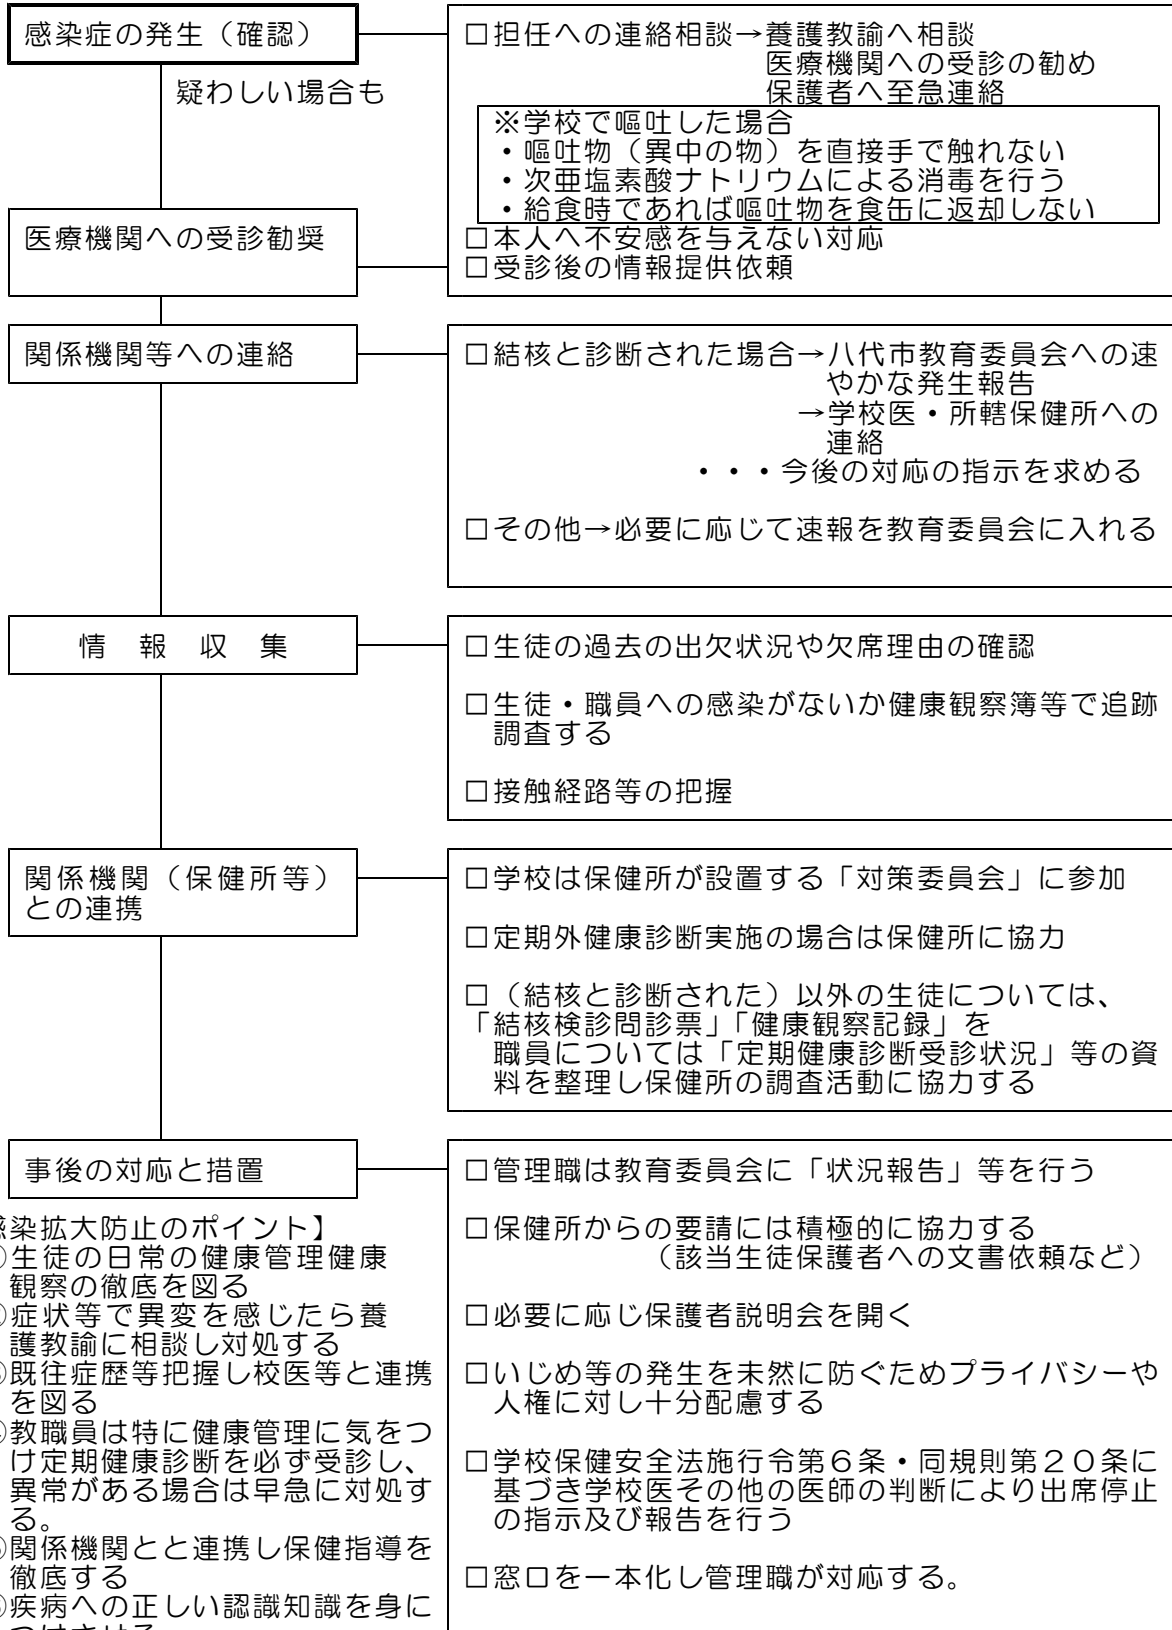 感染症の発生（確認）
疑わしい場合も
□担任への連絡相談→養護教諭へ相談
医療機関への受診の勧め
保護者へ至急連絡
※学校で嘔吐した場合
・嘔吐物（異中の物）を直接手で触れない
・次亜塩素酸ナトリウムによる消毒を行う
・給食時であれば嘔吐物を食缶に返却しない
医療機関への受診勧奨
□本人へ不安感を与えない対応
□受診後の情報提供依頼
関係機関等への連絡
□結核と診断された場合→八代市教育委員会への速
やかな発生報告
→学校医・所轄保健所への
連絡
・・・今後の対応の指示を求める
□その他→必要に応じて速報を教育委員会に入れる
情　報　収　集
□生徒の過去の出欠状況や欠席理由の確認
□生徒・職員への感染がないか健康観察簿等で追跡
調査する
□接触経路等の把握
関係機関（保健所等）
との連携
□学校は保健所が設置する「対策委員会」に参加
□定期外健康診断実施の場合は保健所に協力
□（結核と診断された）以外の生徒については、
「結核検診問診票」「健康観察記録」を
職員については「定期健康診断受診状況」等の資
料を整理し保健所の調査活動に協力する
事後の対応と措置
染拡大防止のポイント】
生徒の日常の健康管理健康
観察の徹底を図る
症状等で異変を感じたら養
護教諭に相談し対処する
既往症歴等把握し校医等と連携
を図る
教職員は特に健康管理に気をつ
け定期健康診断を必ず受診し、
異常がある場合は早急に対処す
る。
関係機関とと連携し保健指導を
徹底する
疾病への正しい認識知識を身に
□管理職は教育委員会に「状況報告」等を行う
□保健所からの要請には積極的に協力する
（該当生徒保護者への文書依頼など）
□必要に応じ保護者説明会を開く
□いじめ等の発生を未然に防ぐためプライバシーや
人権に対し十分配慮する
□学校保健安全法施行令第６条・同規則第２０条に
基づき学校医その他の医師の判断により出席停止
の指示及び報告を行う
□窓口を一本化し管理職が対応する。